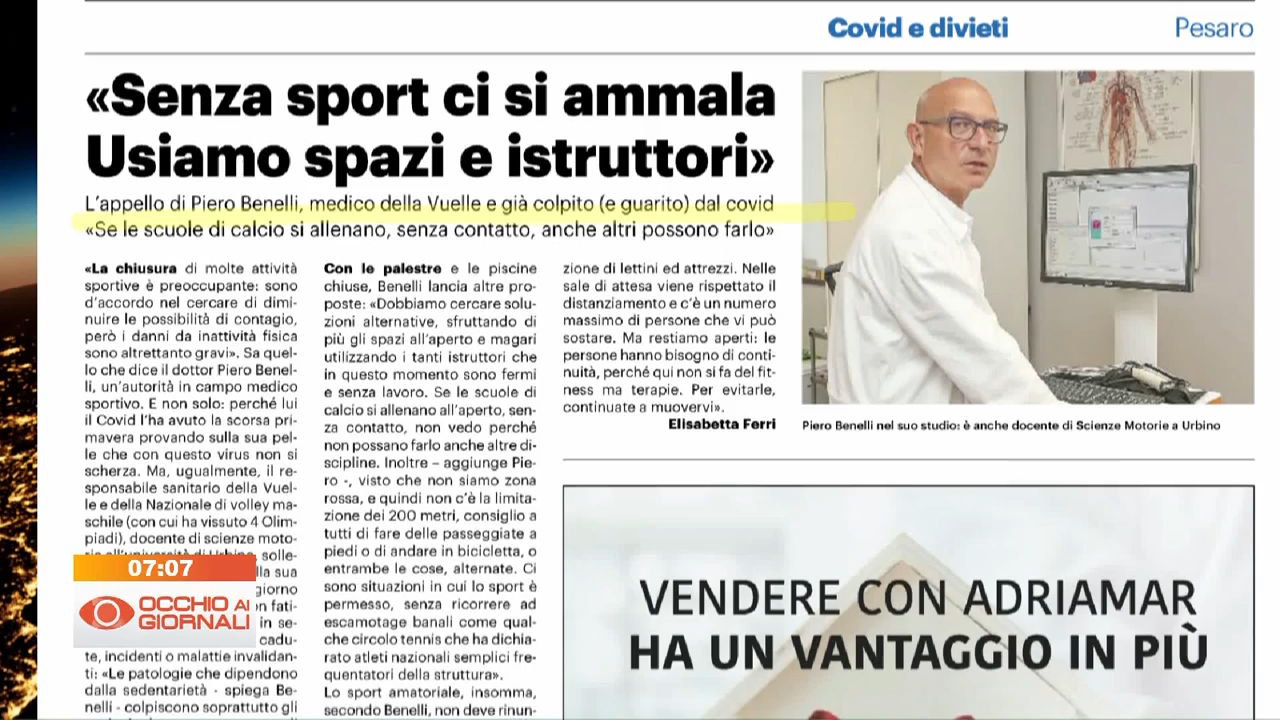 Covid e divieti
Pesaro
«Senza sport ci si ammala
Usiamo spazi e istruttori»
L'appello di Piero Benelli, medico della Vuelle e già colpito (e guarito) dal covid
«Se le scuole di calcio si allenano, senza contatto, anche altri possono farlo»
«La chiusura di molte attività
sportive è preoccupante: sono
d'accordo nel cercare di dimi-
nuire le possibilità di contagio,
però i danni da inattività fisica
sono altrettanto gravi». Sa quel-
lo che dice il dottor Piero Benel-
li, un'autorità in campo medico
sportivo. E non solo: perché lui
il Covid l'ha avuto la scorsa pri-
mavera provando sulla sua pel-
le che con questo virus non si
scherza. Ma, ugualmente, il re-
sponsabile sanitario della Vuel-
le e della Nazionale di volley ma-
schile (con cui ha vissuto 4 Olim-
piadi), docente di scienze moto-
solle-
lla sua
giorno
n fati-
in se-
cadu-
te, incidenti o malattie invalidan-
ti: «Le patologie che dipendono
dalla sedentarietà - spiega Be-
nelli - colpiscono soprattutto gli
Con le palestre e le piscine
chiuse, Benelli lancia altre pro-
poste: «Dobbiamo cercare solu-
zioni alternative, sfruttando di
più gli spazi all'aperto e magari
utilizzando i tanti istruttori che
in questo momento sono fermi
e senza lavoro. Se le scuole di
calcio si allenano all'aperto, sen-
za contatto, non vedo perché
non possano farlo anche altre di-
scipline. Inoltre – aggiunge Pie-
ro -, visto che non siamo zona
rossa, e quindi non c'è la limita-
zione dei 200 metri, consiglio a
tutti di fare delle passeggiate a
piedi o di andare in bicicletta, o
entrambe le cose, alternate. Ci
sono situazioni in cui lo sport è
permesso, senza ricorrere ad
escamotage banali come qual-
che circolo tennis che ha dichia-
rato atleti nazionali semplici fre-
quentatori della struttura».
Lo sport amatoriale, insomma,
secondo Benelli, non deve rinun-
zione di lettini ed attrezzi. Nelle
sale di attesa viene rispettato il
distanziamento e c'è un numero
massimo di persone che vi può
sostare. Ma restiamo aperti: le
persone hanno bisogno di conti-
nuità, perché qui non si fa del fit-
ness ma terapie. Per evitarle,
continuate a muovervi».
Elisabetta Ferri
Piero Benelli nel suo studio: è anche docente di Scienze Motorie a Urbino
VENDERE CON ADRIAMAR
HA UN VANTAGGIO IN PIÙ
07:07
OCCHIO AI
GIORNALI